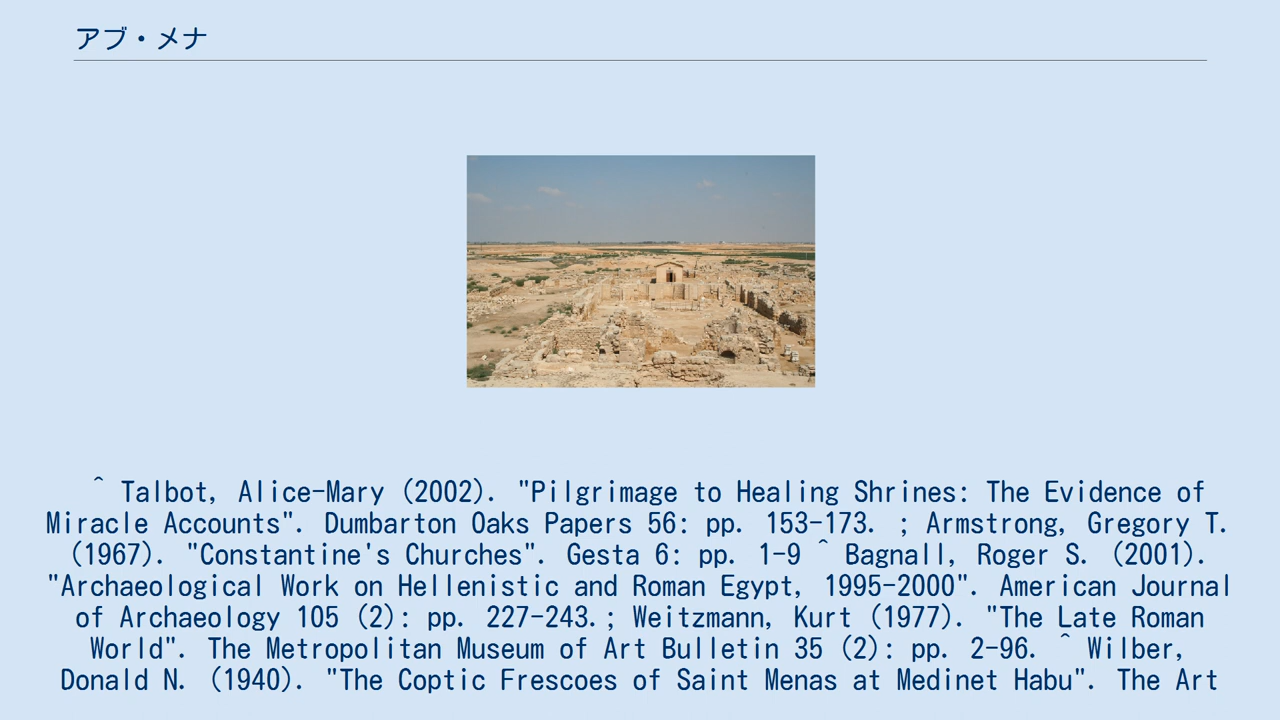 アブ・メナ
^ Talbot, Alice-Mary (2002). "Pilgrimage to Healing Shrines: The Evidence of
Miracle Accounts". Dumbarton Oaks Papers 56: pp. 153-173. ; Armstrong, Gregory T.
(1967). "Constantine's Churches". Gesta 6: pp. 1-9 ^ Bagnall, Roger S. (2001).
"Archaeological Work on Hellenistic and Roman Egypt, 1995-2000". American Journal
of Archaeology 105 (2): pp. 227-243.; Weitzmann, Kurt (1977). "The Late Roman
World". The Metropolitan Museum of Art Bulletin 35 (2): pp. 2-96. ^ Wilber,
Donald N. (1940). "The Coptic Frescoes of Saint Menas at Medinet Habu". The Art